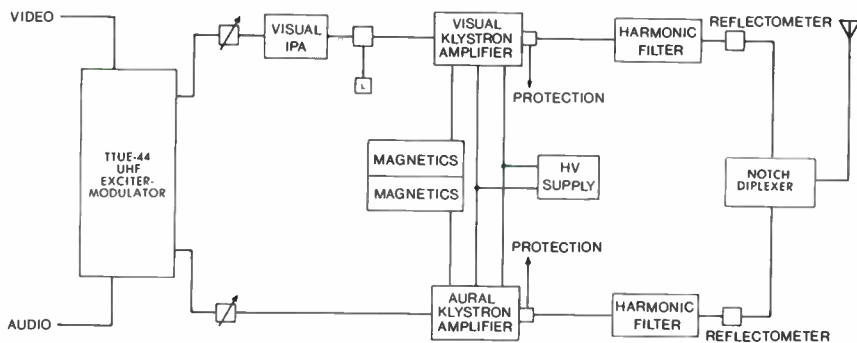 VIDEO
VISUAL
IPA
L
VISUAL
KLYSTRON
AMPLIFIER
HARMONIC
FILTER
REFLECTOMETER
PROTECTION
TTUE-44
UHF
EXCITER-
MODULATOR
MAGNETICS
MAGNETICS
HV
SUPPLY
NOTCH
DIPLEXER
PROTECTION
AUDIO
AURAL
KLYSTRON
AMPLIFIER
HARMONIC
FILTER
REFLECTOMETER